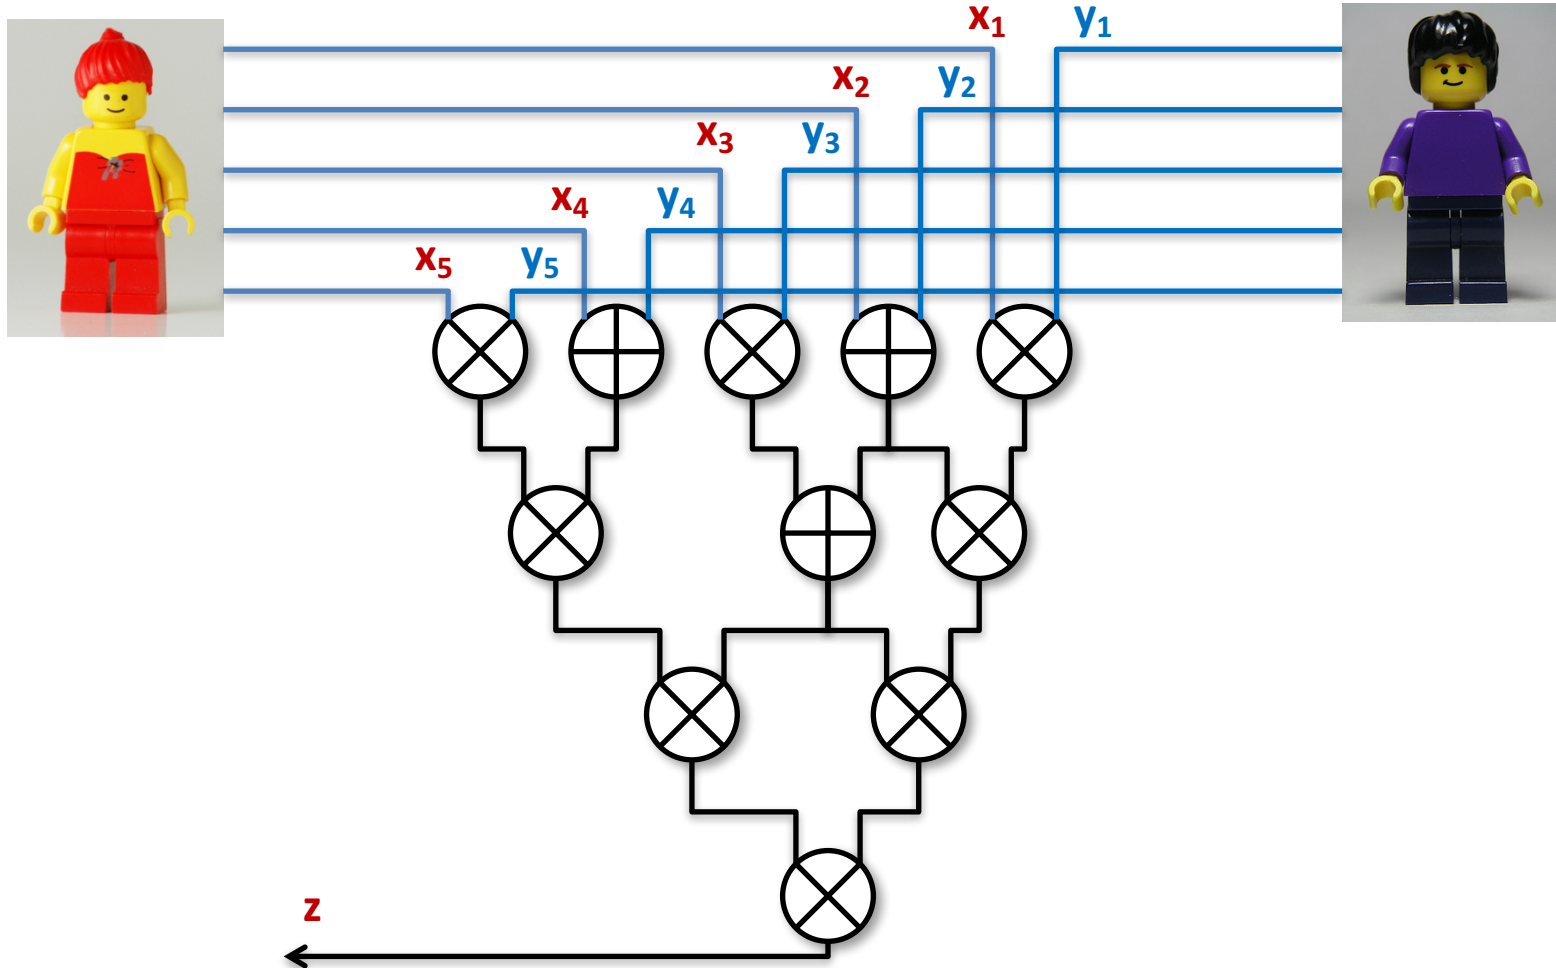 x₁ y₁
x₂ y₂
x₃ y₃
x₄ y₄
x₅ y₅
z